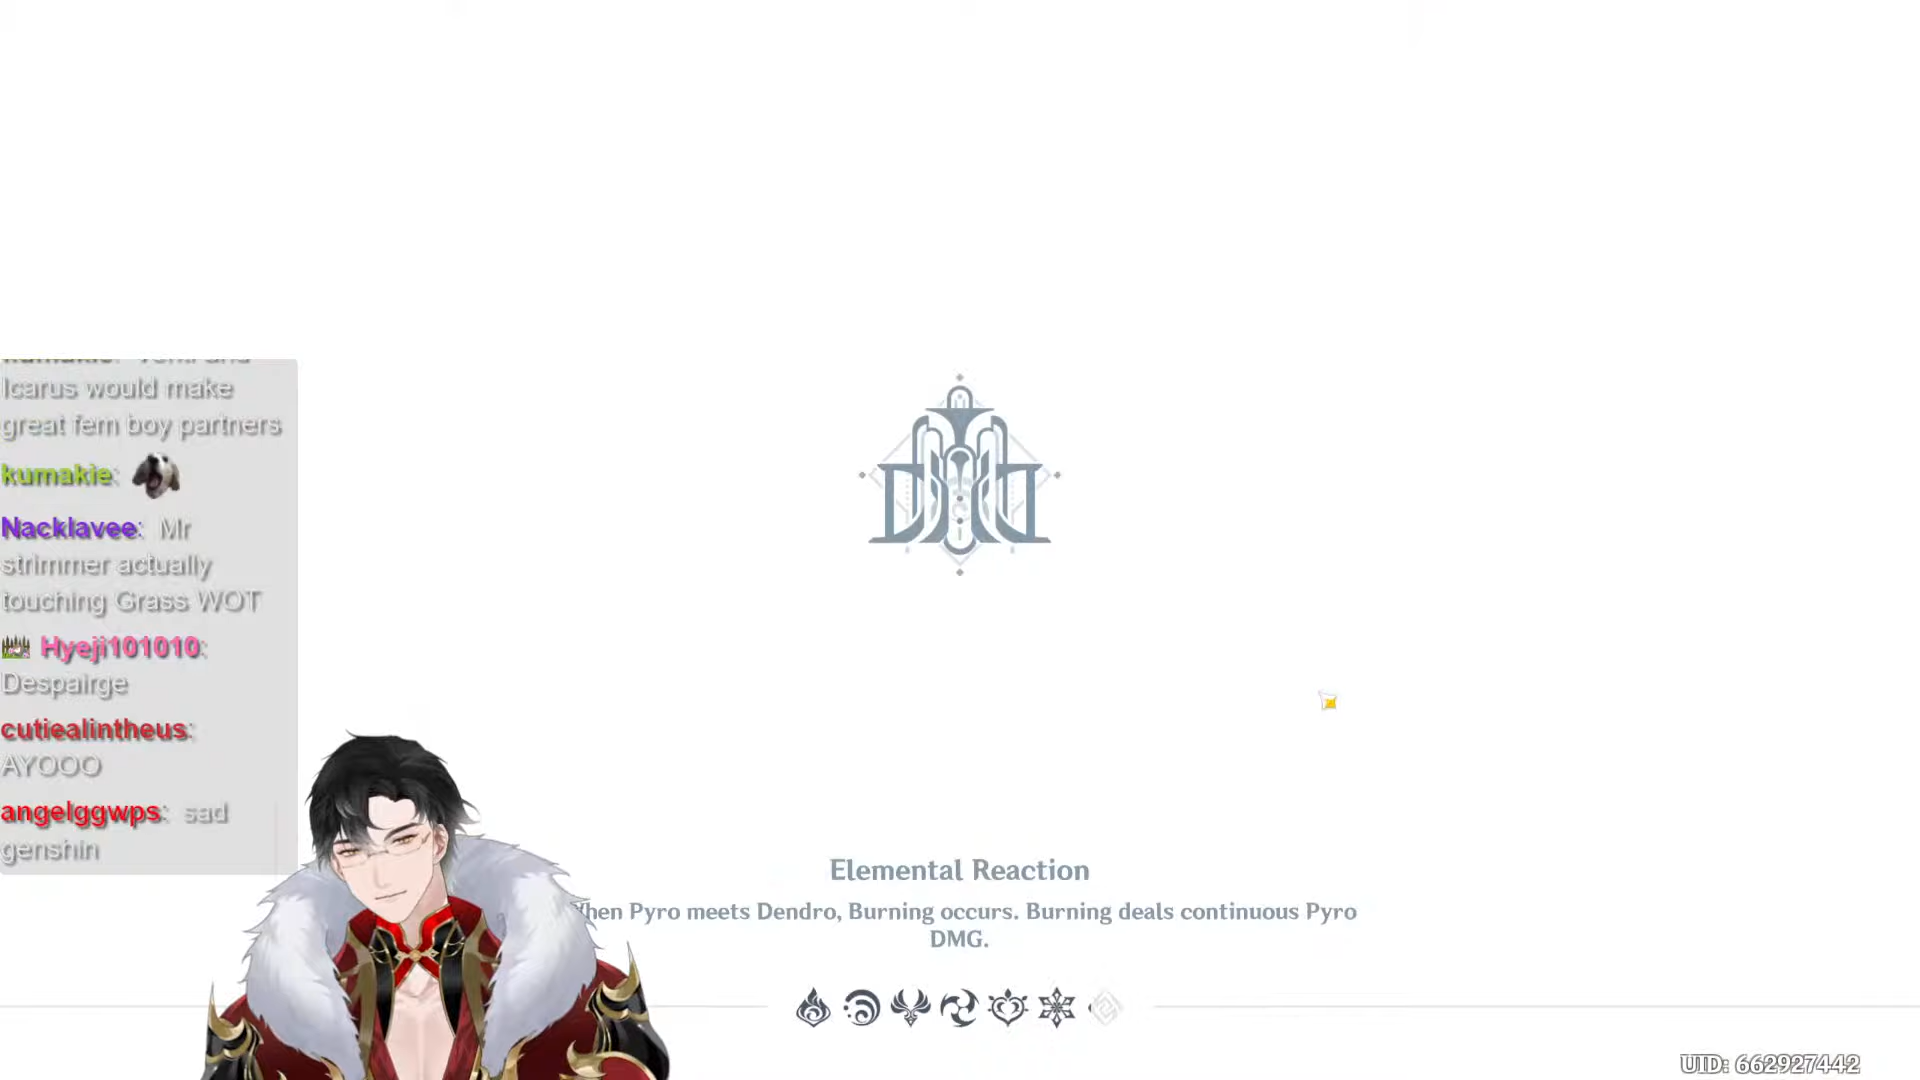 Icarus would make
great fem boy partners
kumakie:
Nacklavee: Mr
strimmer actually
touching Grass WOT
Hyeji101010:
Despairge
cutiealintheus:
AYOOO
angelggwps: sad
genshin
Elemental Reaction
When Pyro meets Dendro, Burning occurs. Burning deals continuous Pyro
DMG.
UID: 662927442